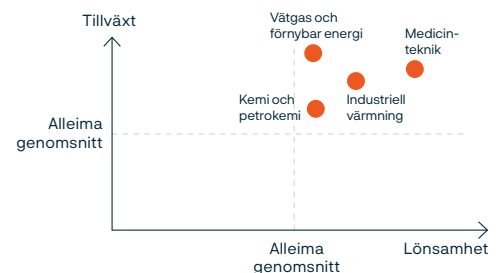 Tillväxt
Vätgas och
förnybar energi
Medicin-
teknik
Kemi och
petrokemi
Industriell
värmning
Alleima
genomsnitt
Alleima
genomsnitt
Lönsamhet